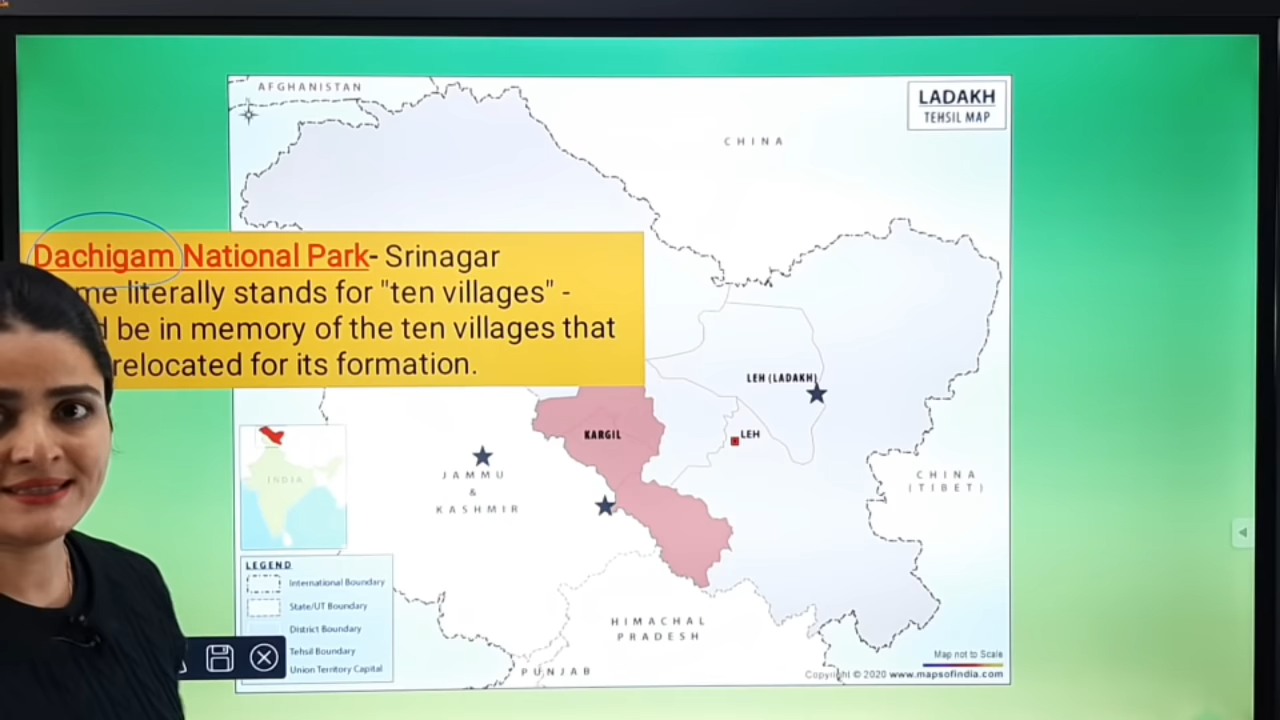 AFGHANISTAN
LADAKH
TEHSIL MAP
CHINA
Dachigam National Park- Srinagar
literally stands for "ten villages" -
be in memory of the ten villages that
relocated for its formation.
LEH (LADAKH)
KARGIL
LEH
JAMMU
&
KASHMIR
CHINA
(TIBET)
INDIA
LEGEND
International Boundary
State/UT Boundary
District Boundary
Tehsil Boundary
Union Territory Capital
HIMACHAL
PRADESH
PUNJAB
Map not to Scale
Copyright © 2020 www.mapsofindia.com